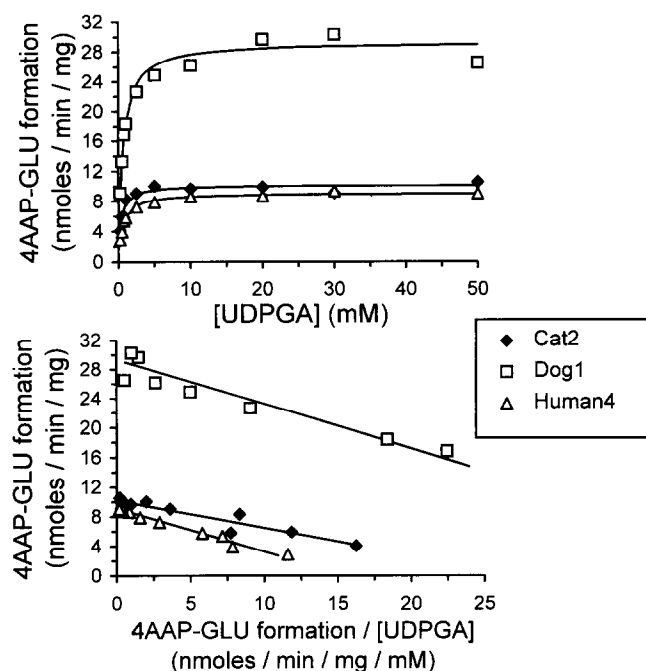 4AAP-GLU formation
(nmoles / min / mg)
32
28
24
20
16
12
8
4
0
0 10 20 30 40 50
[UDPGA] (mM)
Cat2
Dog1
Human4
4AAP-GLU formation
(nmoles / min / mg)
32
28
24
20
16
12
8
4
0
0 5 10 15 20 25
4AAP-GLU formation / [UDPGA]
(nmoles / min / mg / mM)